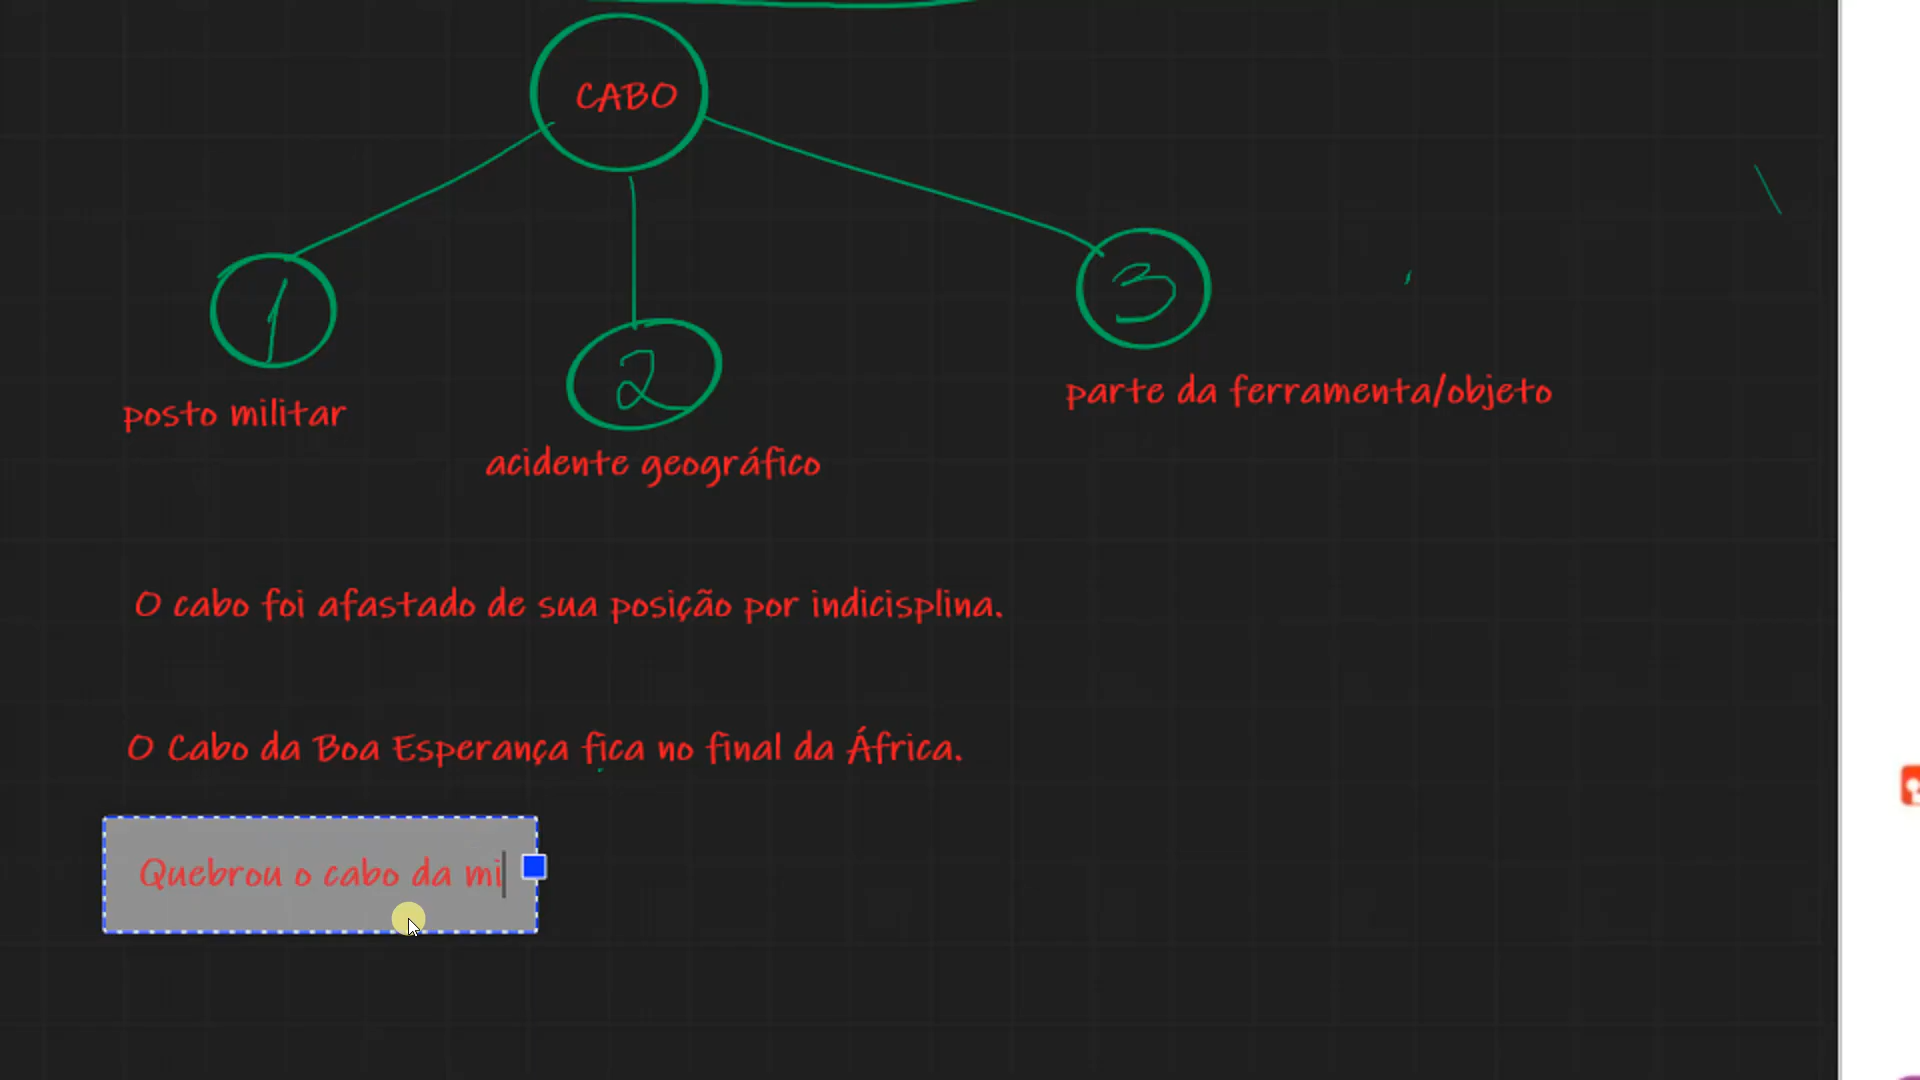 CABO
1
2
3
posto militar
acidente geográfico
parte da ferramenta/objeto
O cabo foi afastado de sua posição por indicisplina.
O Cabo da Boa Esperança fica no final da África.
Quebrou o cabo da mi